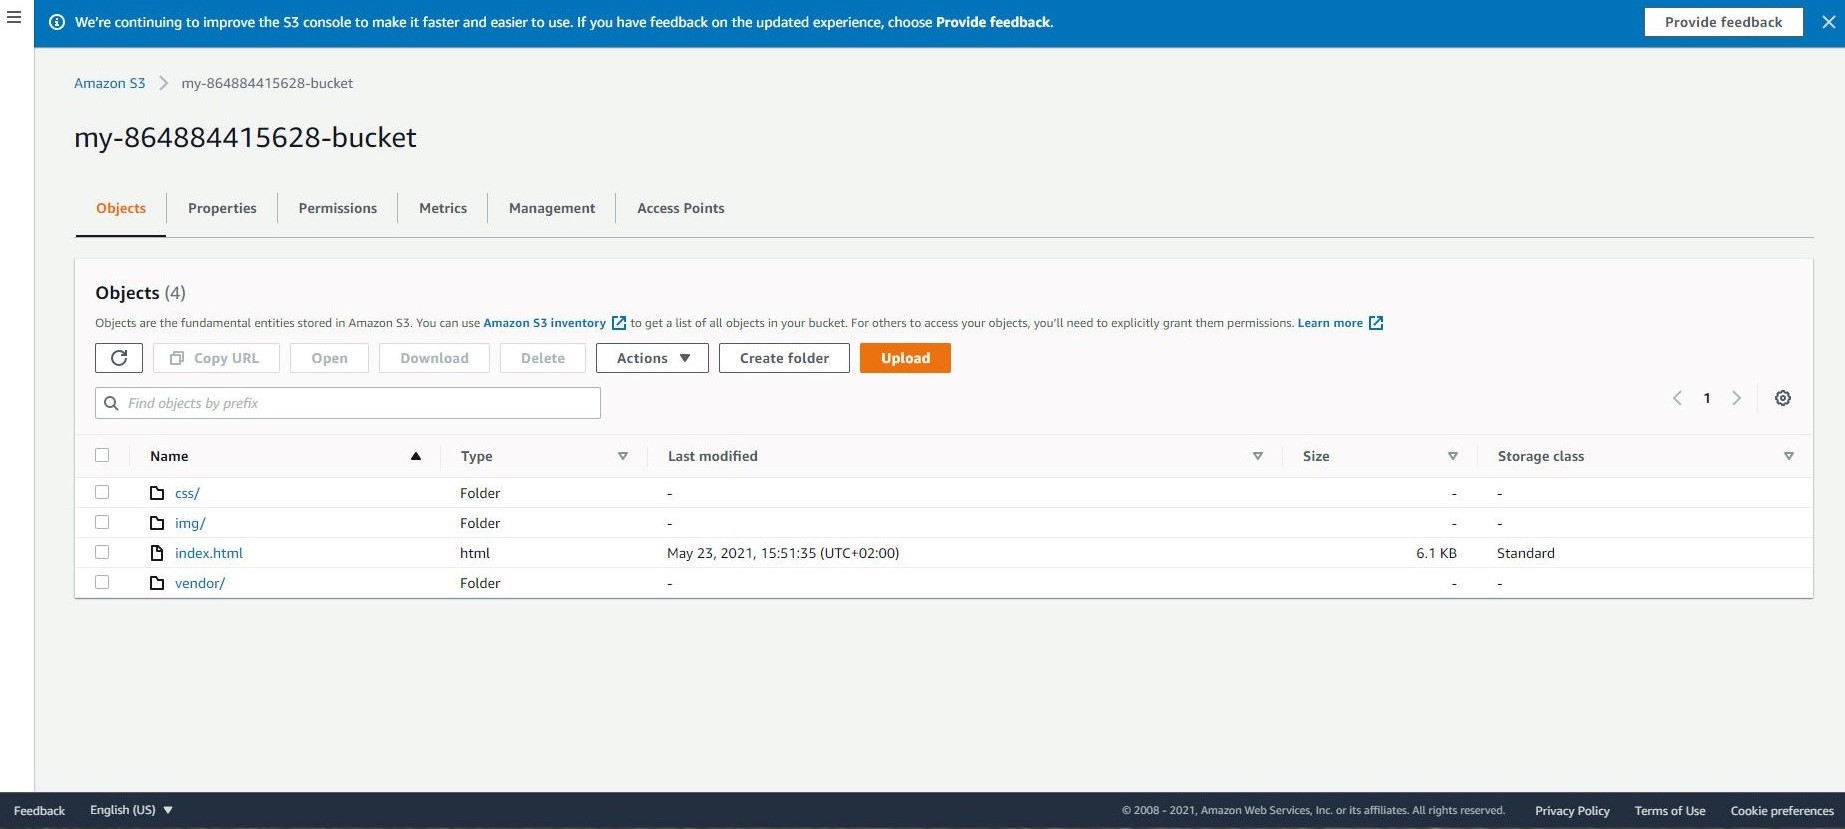 We're continuing to improve the S3 console to make it faster and easier to use. If you have feedback on the updated experience, choose Provide feedback. Provide feedback
Amazon S3 my-864884415628-bucket
my-864884415628-bucket
Objects Properties Permissions Metrics Management Access Points
Objects (4)
Objects are the fundamental entities stored in Amazon S3. You can use Amazon S3 inventory to get a list of all objects in your bucket. For others to access your objects, you'll need to explicitly grant them permissions. Learn more
Copy URL Open Download Delete Actions Create folder Upload
Find objects by prefix 1
Name Type Last modified Size Storage class
css/ Folder - - -
img/ Folder - - -
index.html html May 23, 2021, 15:51:35 (UTC+02:00) 6.1 KB Standard
vendor/ Folder - - -
Feedback English (US) © 2008 - 2021, Amazon Web Services, Inc. or its affiliates. All rights reserved. Privacy Policy Terms of Use Cookie preferences